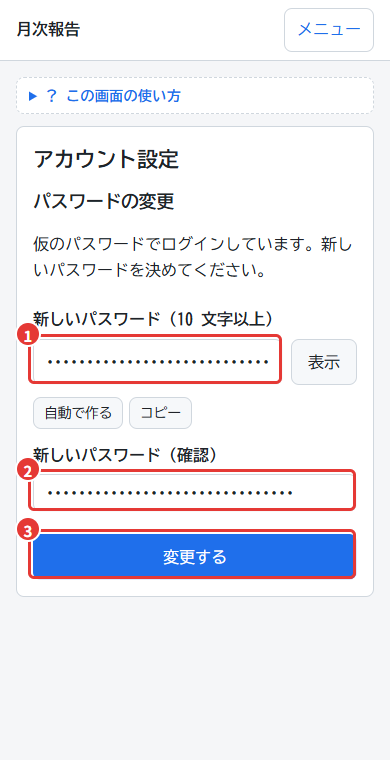 月次報告
メニュー
▶ ? この画面の使い方
アカウント設定
パスワードの変更
仮のパスワードでログインしています。新し
いパスワードを決めてください。
新しいパスワード（10 文字以上）
1
表示
自動で作る
コピー
新しいパスワード（確認）
2
3
変更する